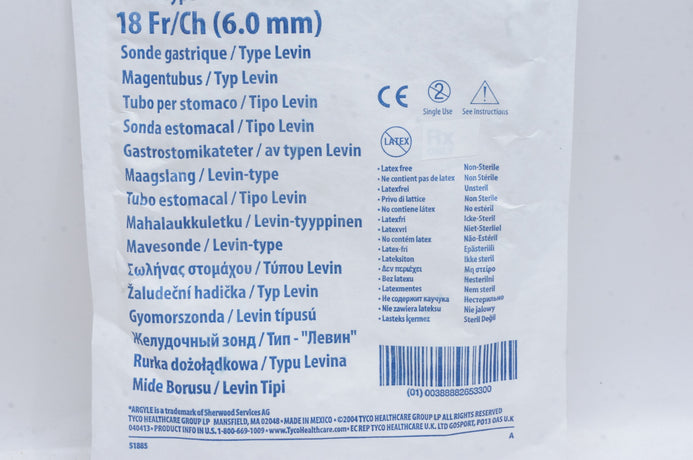 18 Fr/Ch (6.0 mm)
Sonde gastrique / Type Levin
Magentubus / Typ Levin
Tubo per stomaco / Tipo Levin
Sonda estomacal / Tipo Levin
Gastrostomikateter / av typen Levin
Maagslang / Levin-type
Tubo estomacal / Tipo Levin
Mahalaukkuletku / Levin-tyyppinen
Mavesonde / Levin-type
Σωλήνας στομάχου / Τύπου Levin
Žaludeční hadička / Typ Levin
Gyomorszonda / Levin típusú
Желудочный зонд / Тип - "Левин"
Rurka dożołądkowa / Typu Levina
Mide Borusu / Levin Tipi
CE
2
Single Use
See Instructions
LATEX
• Latex free Non-Sterile
• Ne contient pas de latex Non Stérile
• Latexfrei Unsteril
• Privo di lattice Non Sterile
• No contiene látex No estéril
• Latexfri Icke-Steril
• Latexvri Niet-Steriel
• No contém látex Não-Estéril
• Latex-fri Epästeriili
• Lateksiton Ikke steril
• Δεν περιέχει Μη στείρο
• Bez latexu Nesterilní
• Latexmentes Nem steril
• Не содержит каучука Нестерильно
• Nie zawiera lateksu Nie jalowy
• Lasteks İçermez Steril Değil
(01) 00388882653300
*ARGYLE is a trademark of Sherwood Services AG
TYCO HEALTHCARE GROUP LP MANSFIELD, MA 02048 • MADE IN MEXICO • ©2004 TYCO HEALTHCARE GROUP LP ALL RIGHTS RESERVED
040413 • PRODUCT INFO IN U.S. 1-800-669-1009 • www.TycoHealthcare.com • EC REP TYCO HEALTHCARE U.K. LTD GOSPORT, PO13 0AS U.K
51885 A